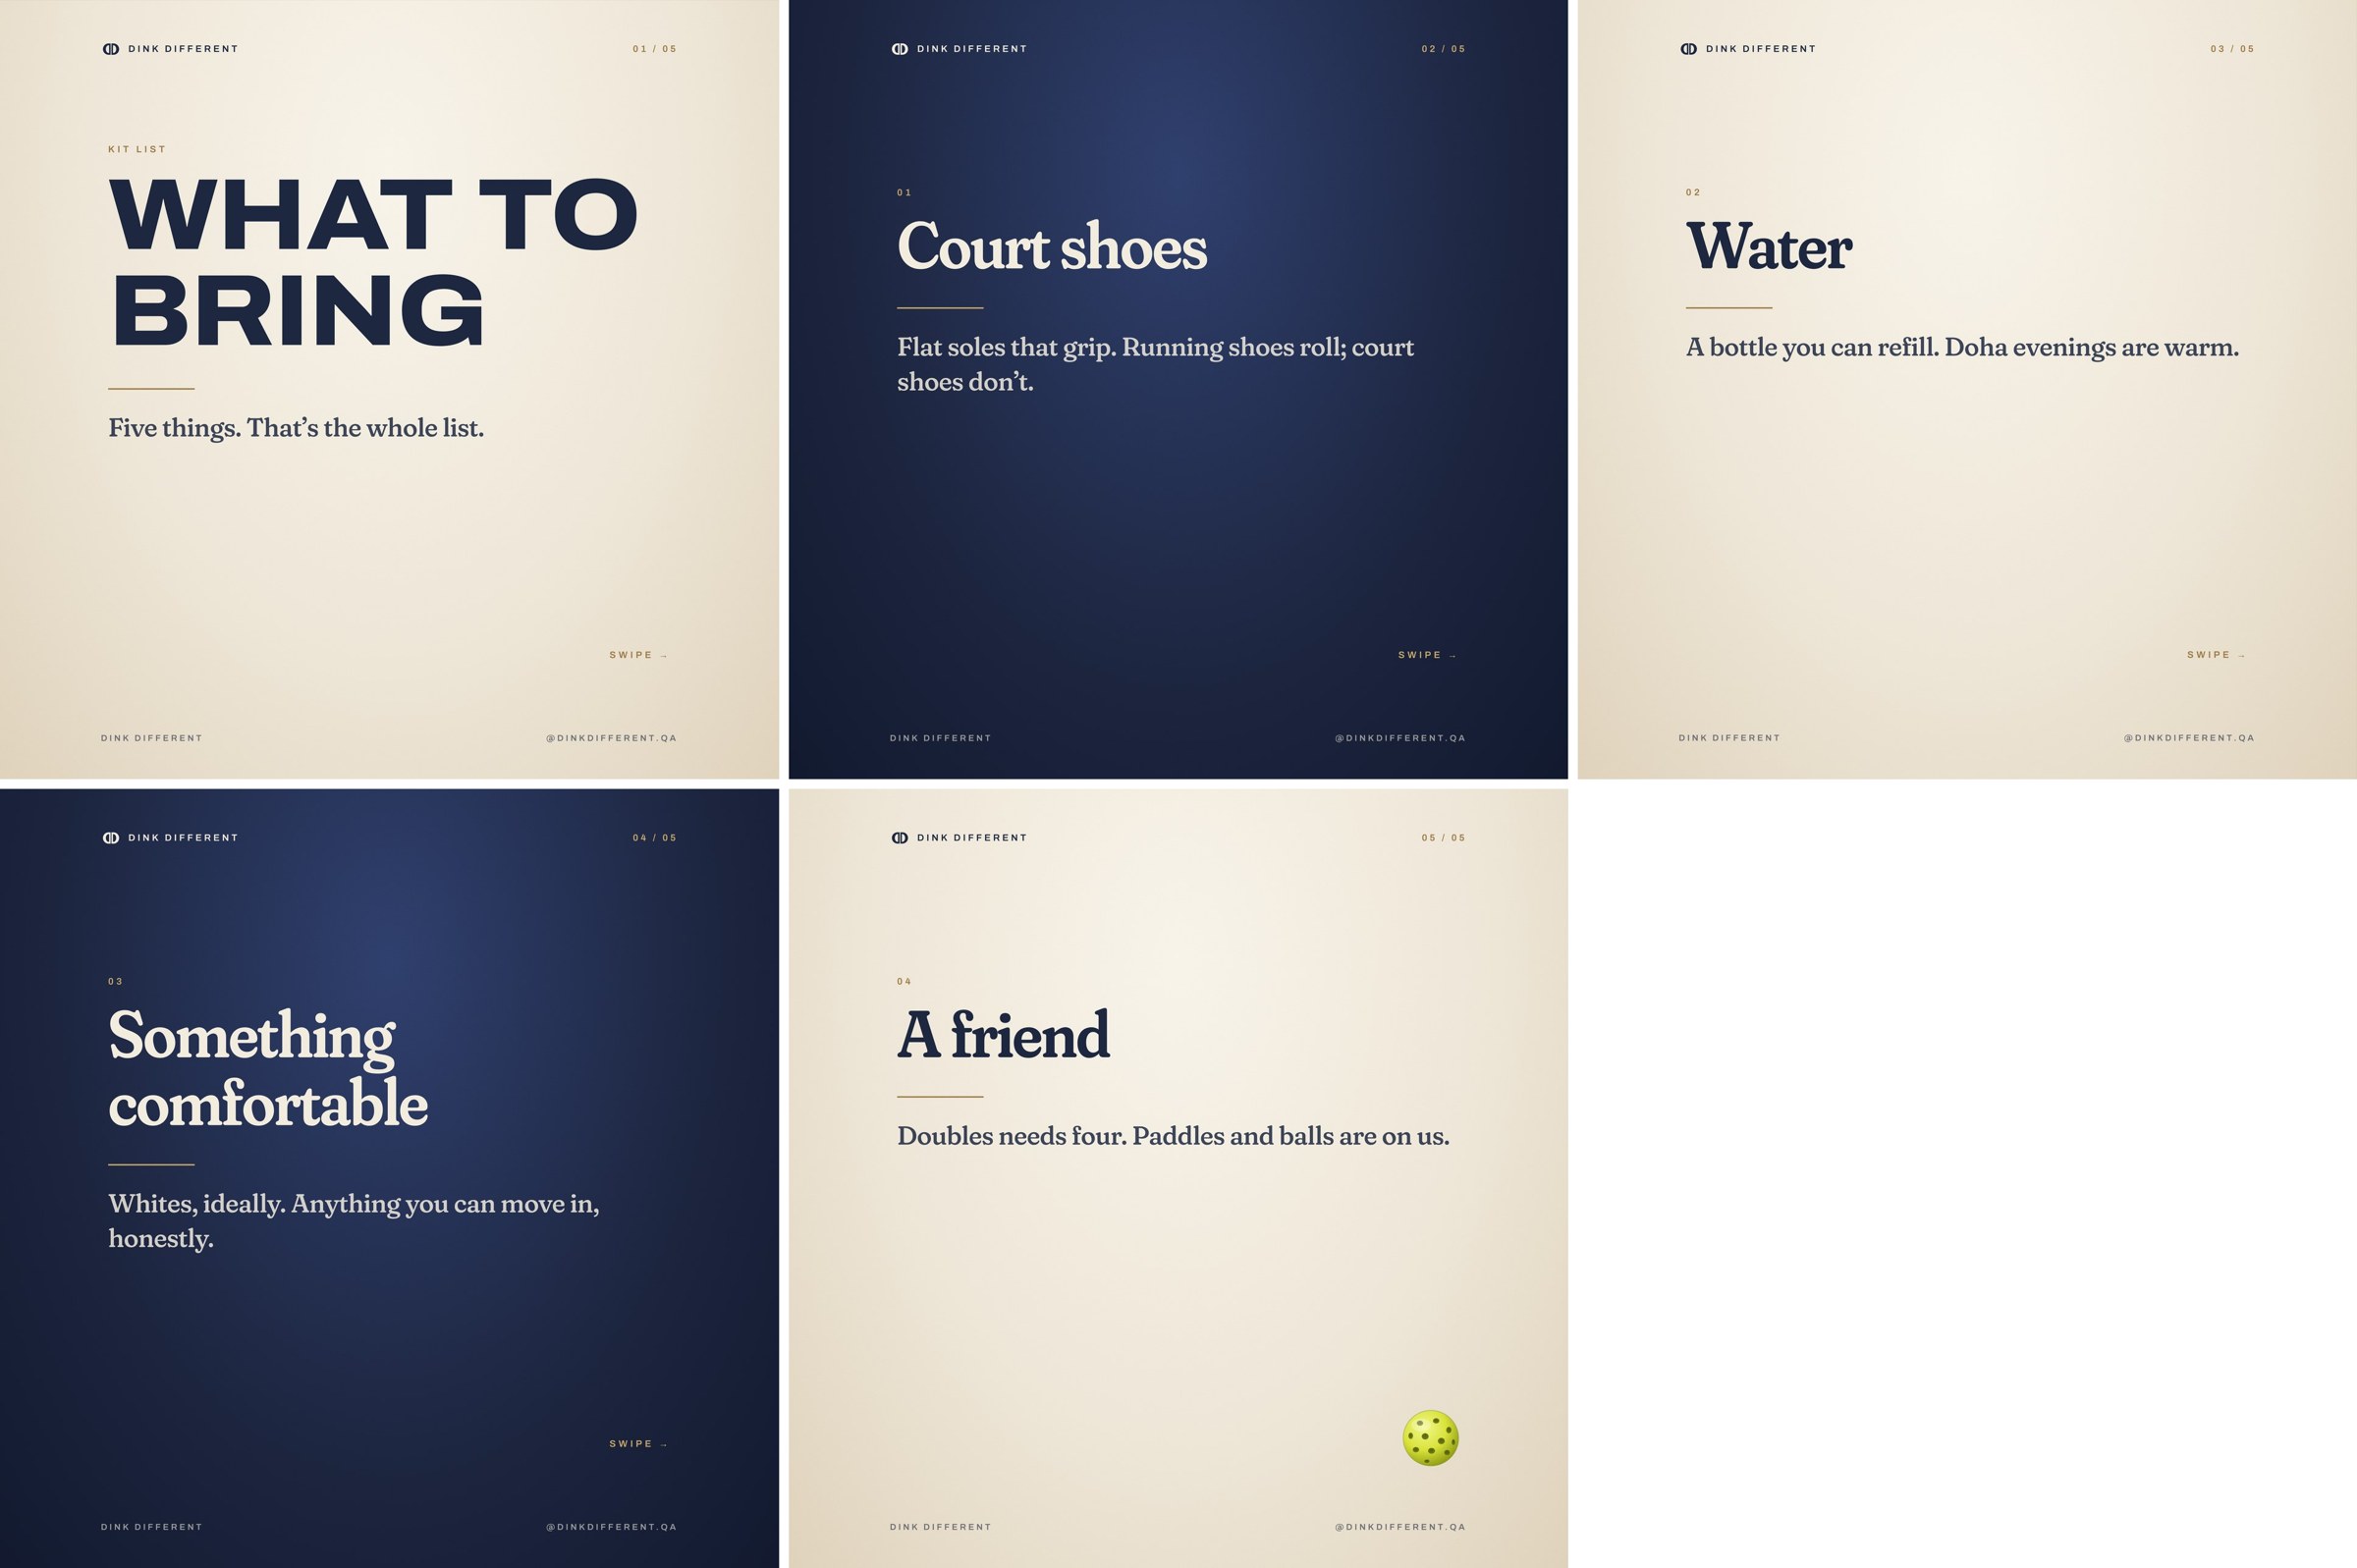 DINK DIFFERENT
01 / 05
KIT LIST
WHAT TO
BRING
Five things. That’s the whole list.
SWIPE →
DINK DIFFERENT
@DINKDIFFERENT.QA
DINK DIFFERENT
02 / 05
01
Court shoes
Flat soles that grip. Running shoes roll; court
shoes don’t.
SWIPE →
DINK DIFFERENT
@DINKDIFFERENT.QA
DINK DIFFERENT
03 / 05
02
Water
A bottle you can refill. Doha evenings are warm.
SWIPE →
DINK DIFFERENT
@DINKDIFFERENT.QA
DINK DIFFERENT
04 / 05
03
Something
comfortable
Whites, ideally. Anything you can move in,
honestly.
SWIPE →
DINK DIFFERENT
@DINKDIFFERENT.QA
DINK DIFFERENT
05 / 05
04
A friend
Doubles needs four. Paddles and balls are on us.
DINK DIFFERENT
@DINKDIFFERENT.QA